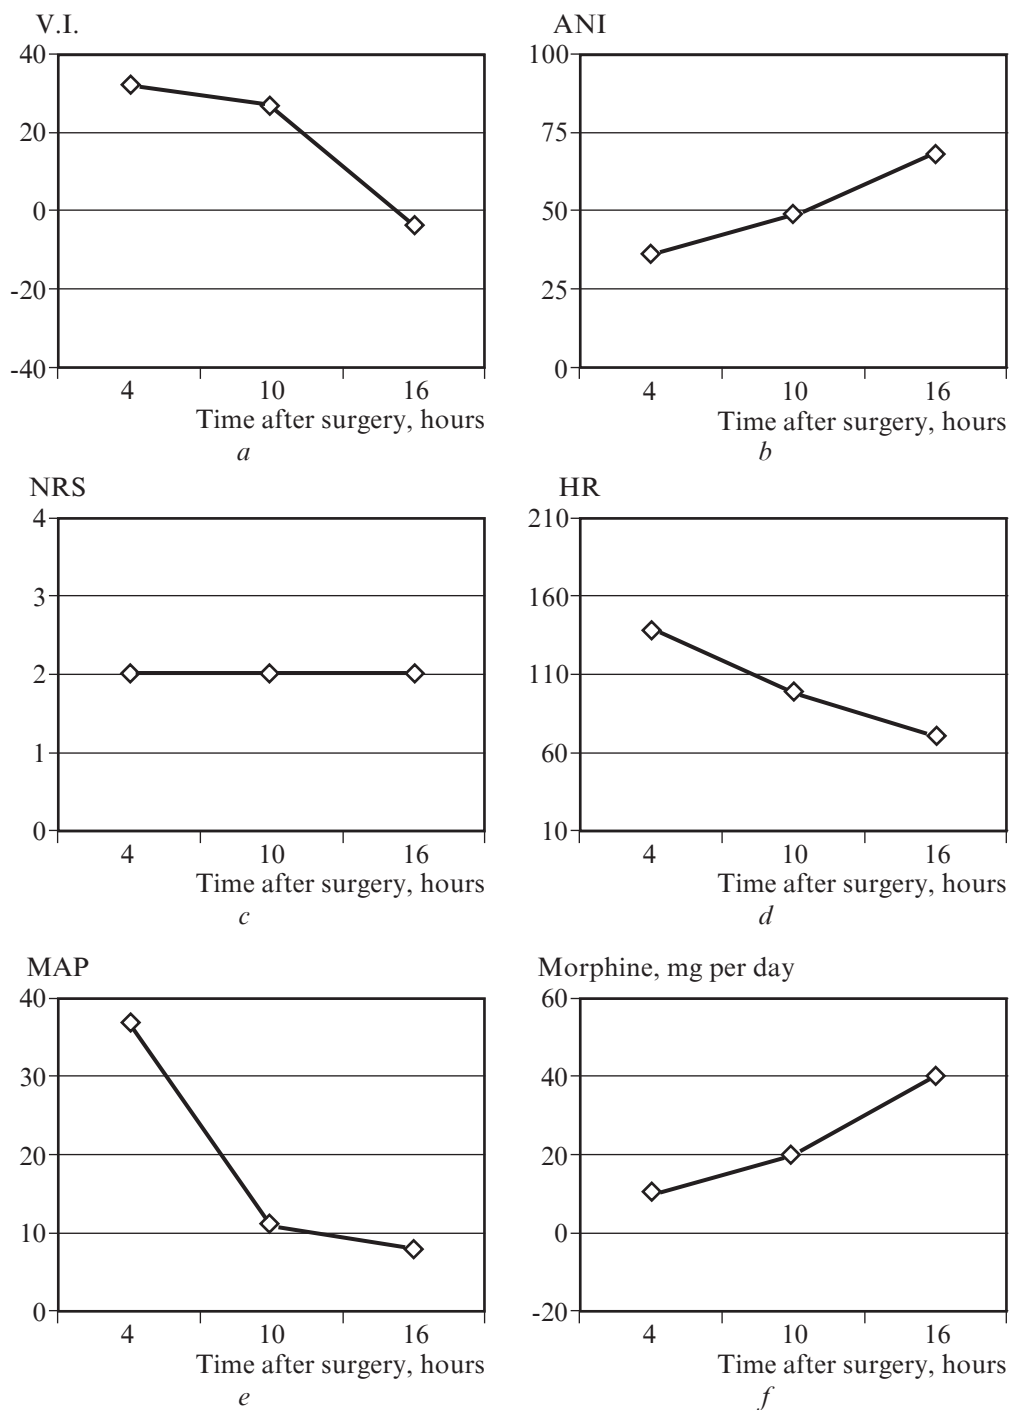 V.I.
40
20
0
-20
-40
4 10 16
Time after surgery, hours
a
ANI
100
75
50
25
0
4 10 16
Time after surgery, hours
b
NRS
4
3
2
1
0
4 10 16
Time after surgery, hours
c
HR
210
160
110
60
10
4 10 16
Time after surgery, hours
d
MAP
40
30
20
10
0
4 10 16
Time after surgery, hours
e
Morphine, mg per day
60
40
20
0
-20
4 10 16
Time after surgery, hours
f